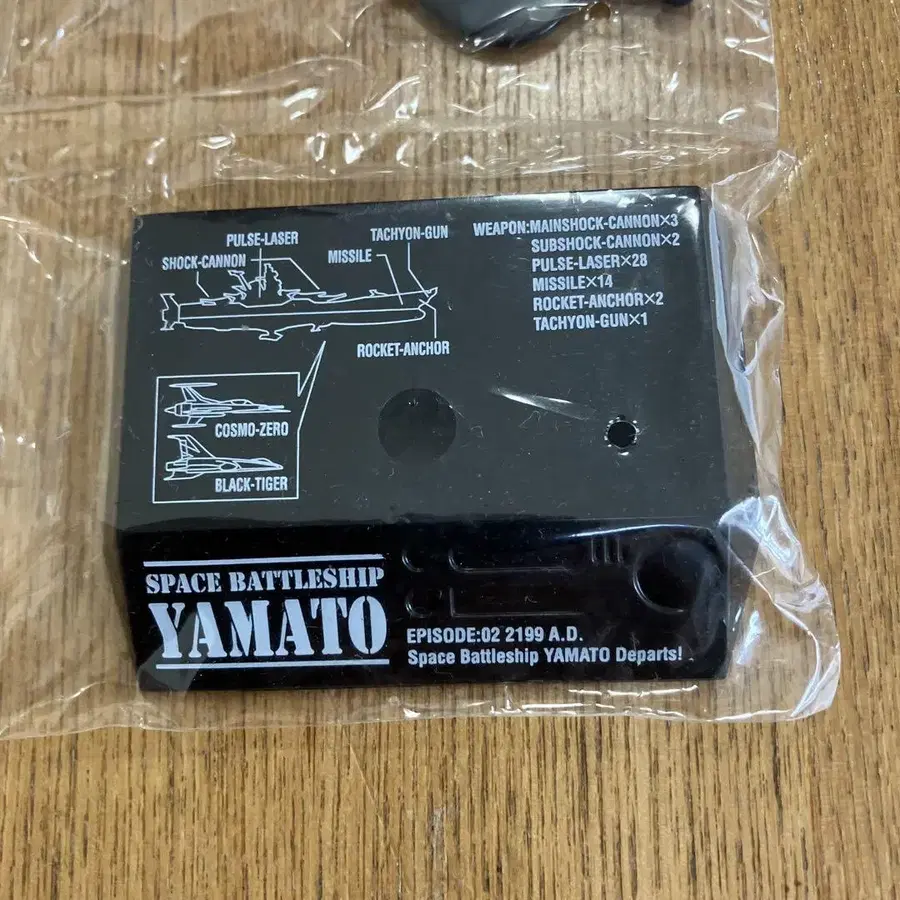 PULSE-LASER
TACHYON-GUN
SHOCK-CANNON
MISSILE
ROCKET-ANCHOR
WEAPON:MAINSHOCK-CANNON×3
SUBSHOCK-CANNON×2
PULSE-LASER×28
MISSILE×14
ROCKET-ANCHOR×2
TACHYON-GUN×1
COSMO-ZERO
BLACK-TIGER
SPACE BATTLESHIP
YAMATO
EPISODE:02 2199 A.D.
Space Battleship YAMATO Departs!